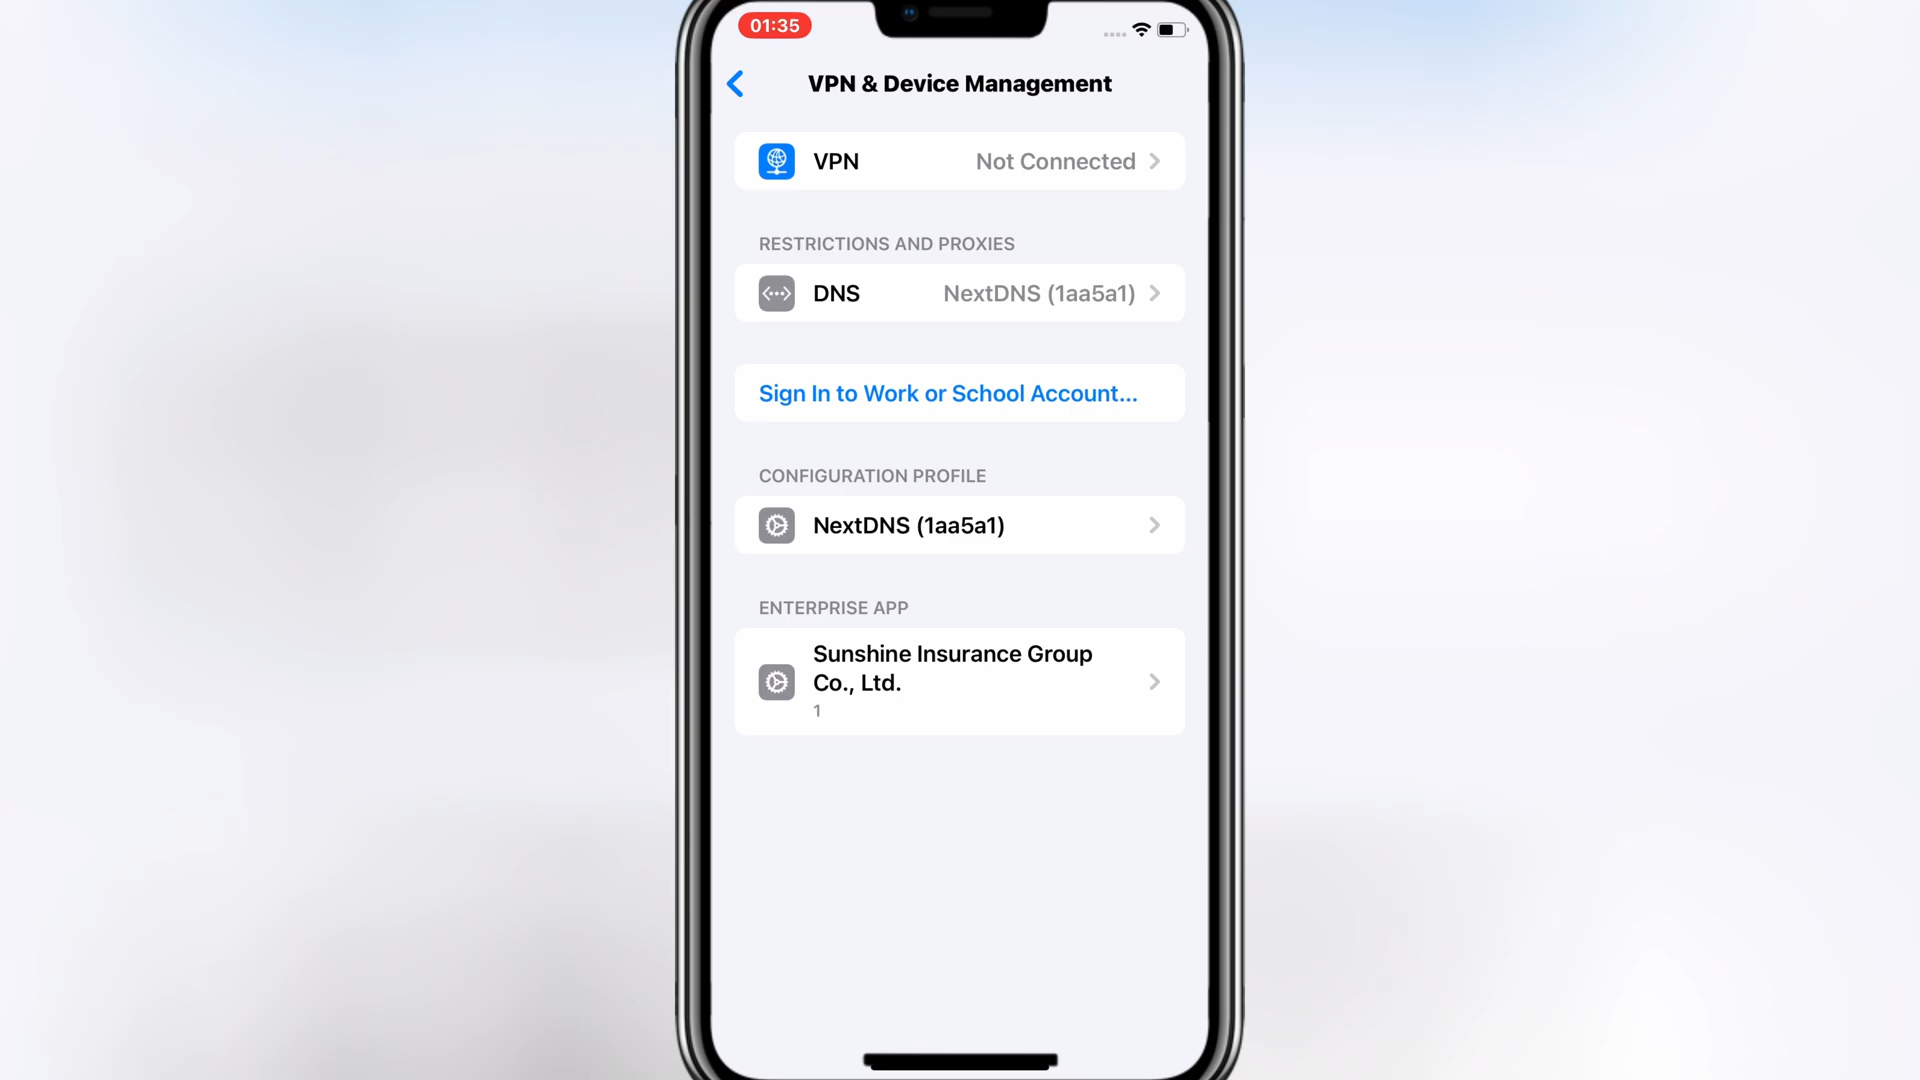 01:35
VPN & Device Management
VPN Not Connected
RESTRICTIONS AND PROXIES
DNS NextDNS (1aa5a1)
Sign In to Work or School Account...
CONFIGURATION PROFILE
NextDNS (1aa5a1)
ENTERPRISE APP
Sunshine Insurance Group
Co., Ltd.
1